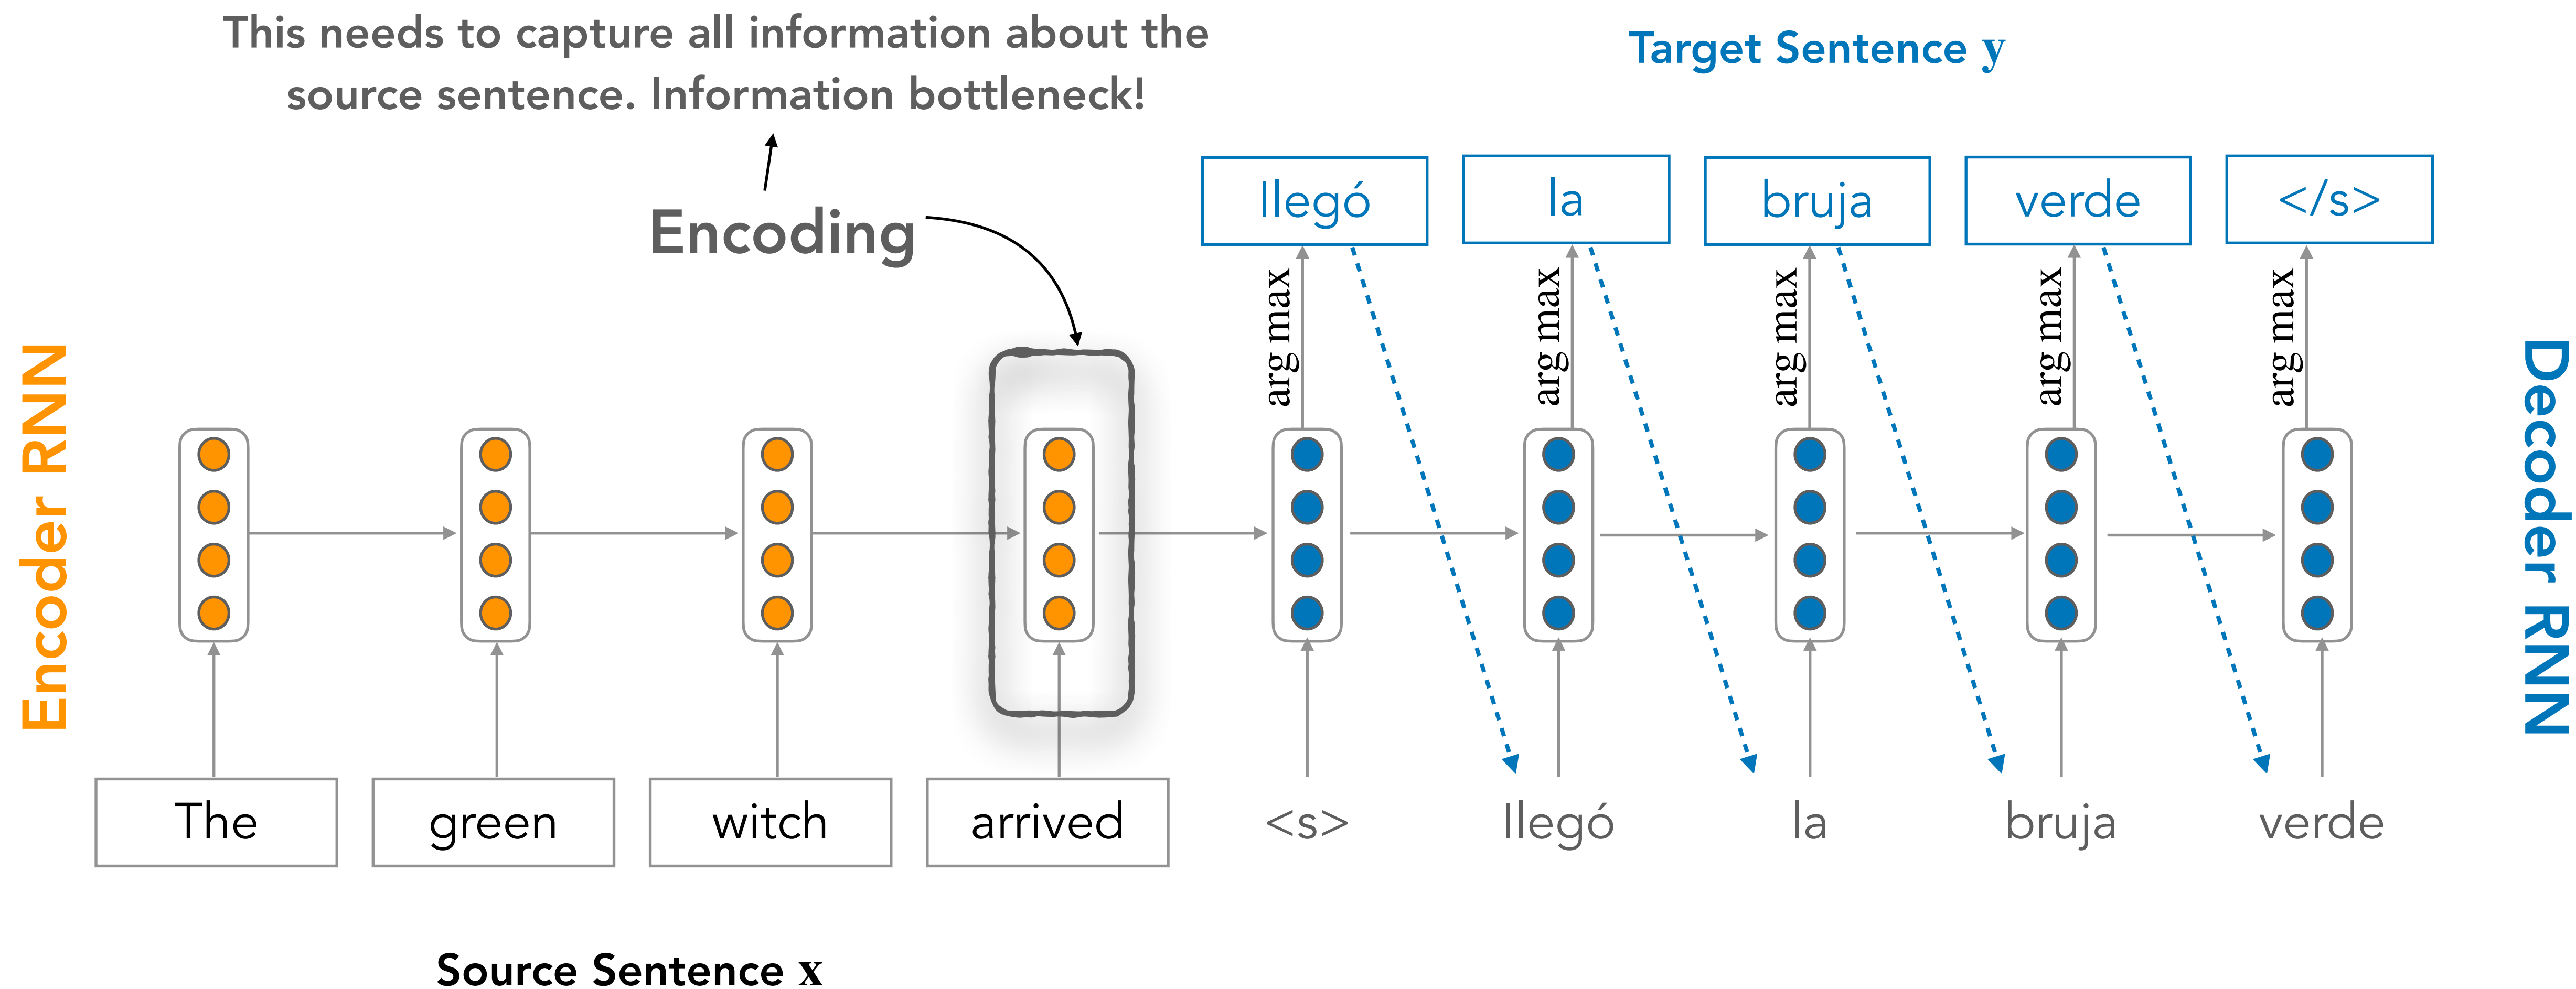 This needs to capture all information about the
source sentence. Information bottleneck!
Target Sentence y
Encoding
llegó
la
bruja
verde
</s>
arg max
arg max
arg max
arg max
arg max
Encoder RNN
Decoder RNN
The
green
witch
arrived
<s>
llegó
la
bruja
verde
Source Sentence x